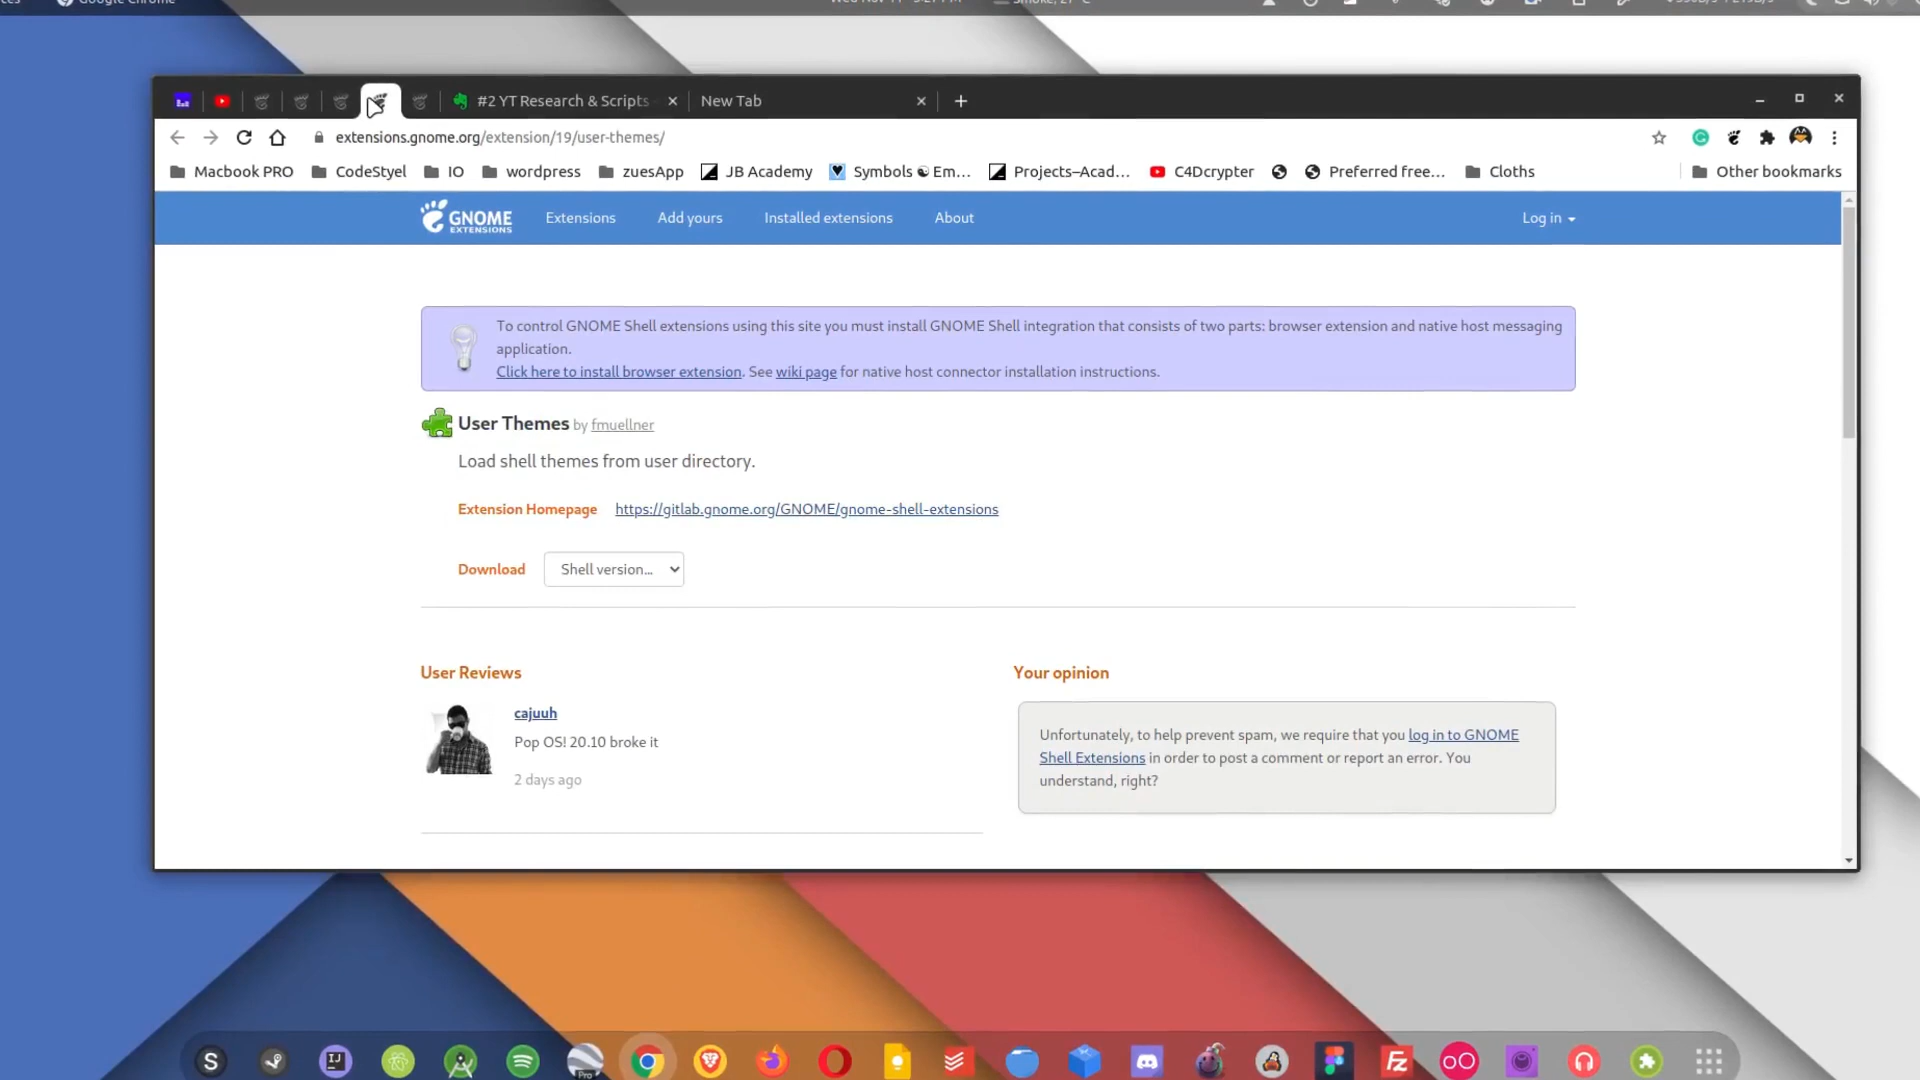 Google Chrome
#2 YT Research & Scripts
New Tab
extensions.gnome.org/extension/19/user-themes/
Macbook PRO
CodeStyel
IO
wordpress
zuesApp
JB Academy
Symbols ☯ Em...
Projects–Acad...
C4Dcrypter
Preferred free...
Cloths
Other bookmarks
GNOME
EXTENSIONS
Extensions
Add yours
Installed extensions
About
Log in
To control GNOME Shell extensions using this site you must install GNOME Shell integration that consists of two parts: browser extension and native host messaging
application.
Click here to install browser extension. See wiki page for native host connector installation instructions.
User Themes by fmuellner
Load shell themes from user directory.
Extension Homepage https://gitlab.gnome.org/GNOME/gnome-shell-extensions
Download Shell version...
User Reviews
cajuuh
Pop OS! 20.10 broke it
2 days ago
Your opinion
Unfortunately, to help prevent spam, we require that you log in to GNOME
Shell Extensions in order to post a comment or report an error. You
understand, right?
S
IJ
Pro
Fz